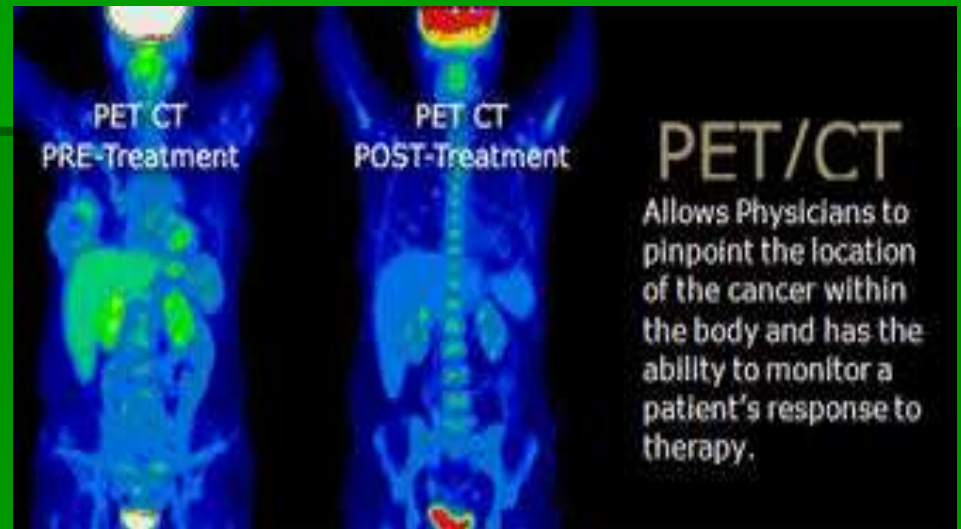 PET CT
PRE-Treatment
PET CT
POST-Treatment
PET/CT
Allows Physicians to
pinpoint the location
of the cancer within
the body and has the
ability to monitor a
patient's response to
therapy.